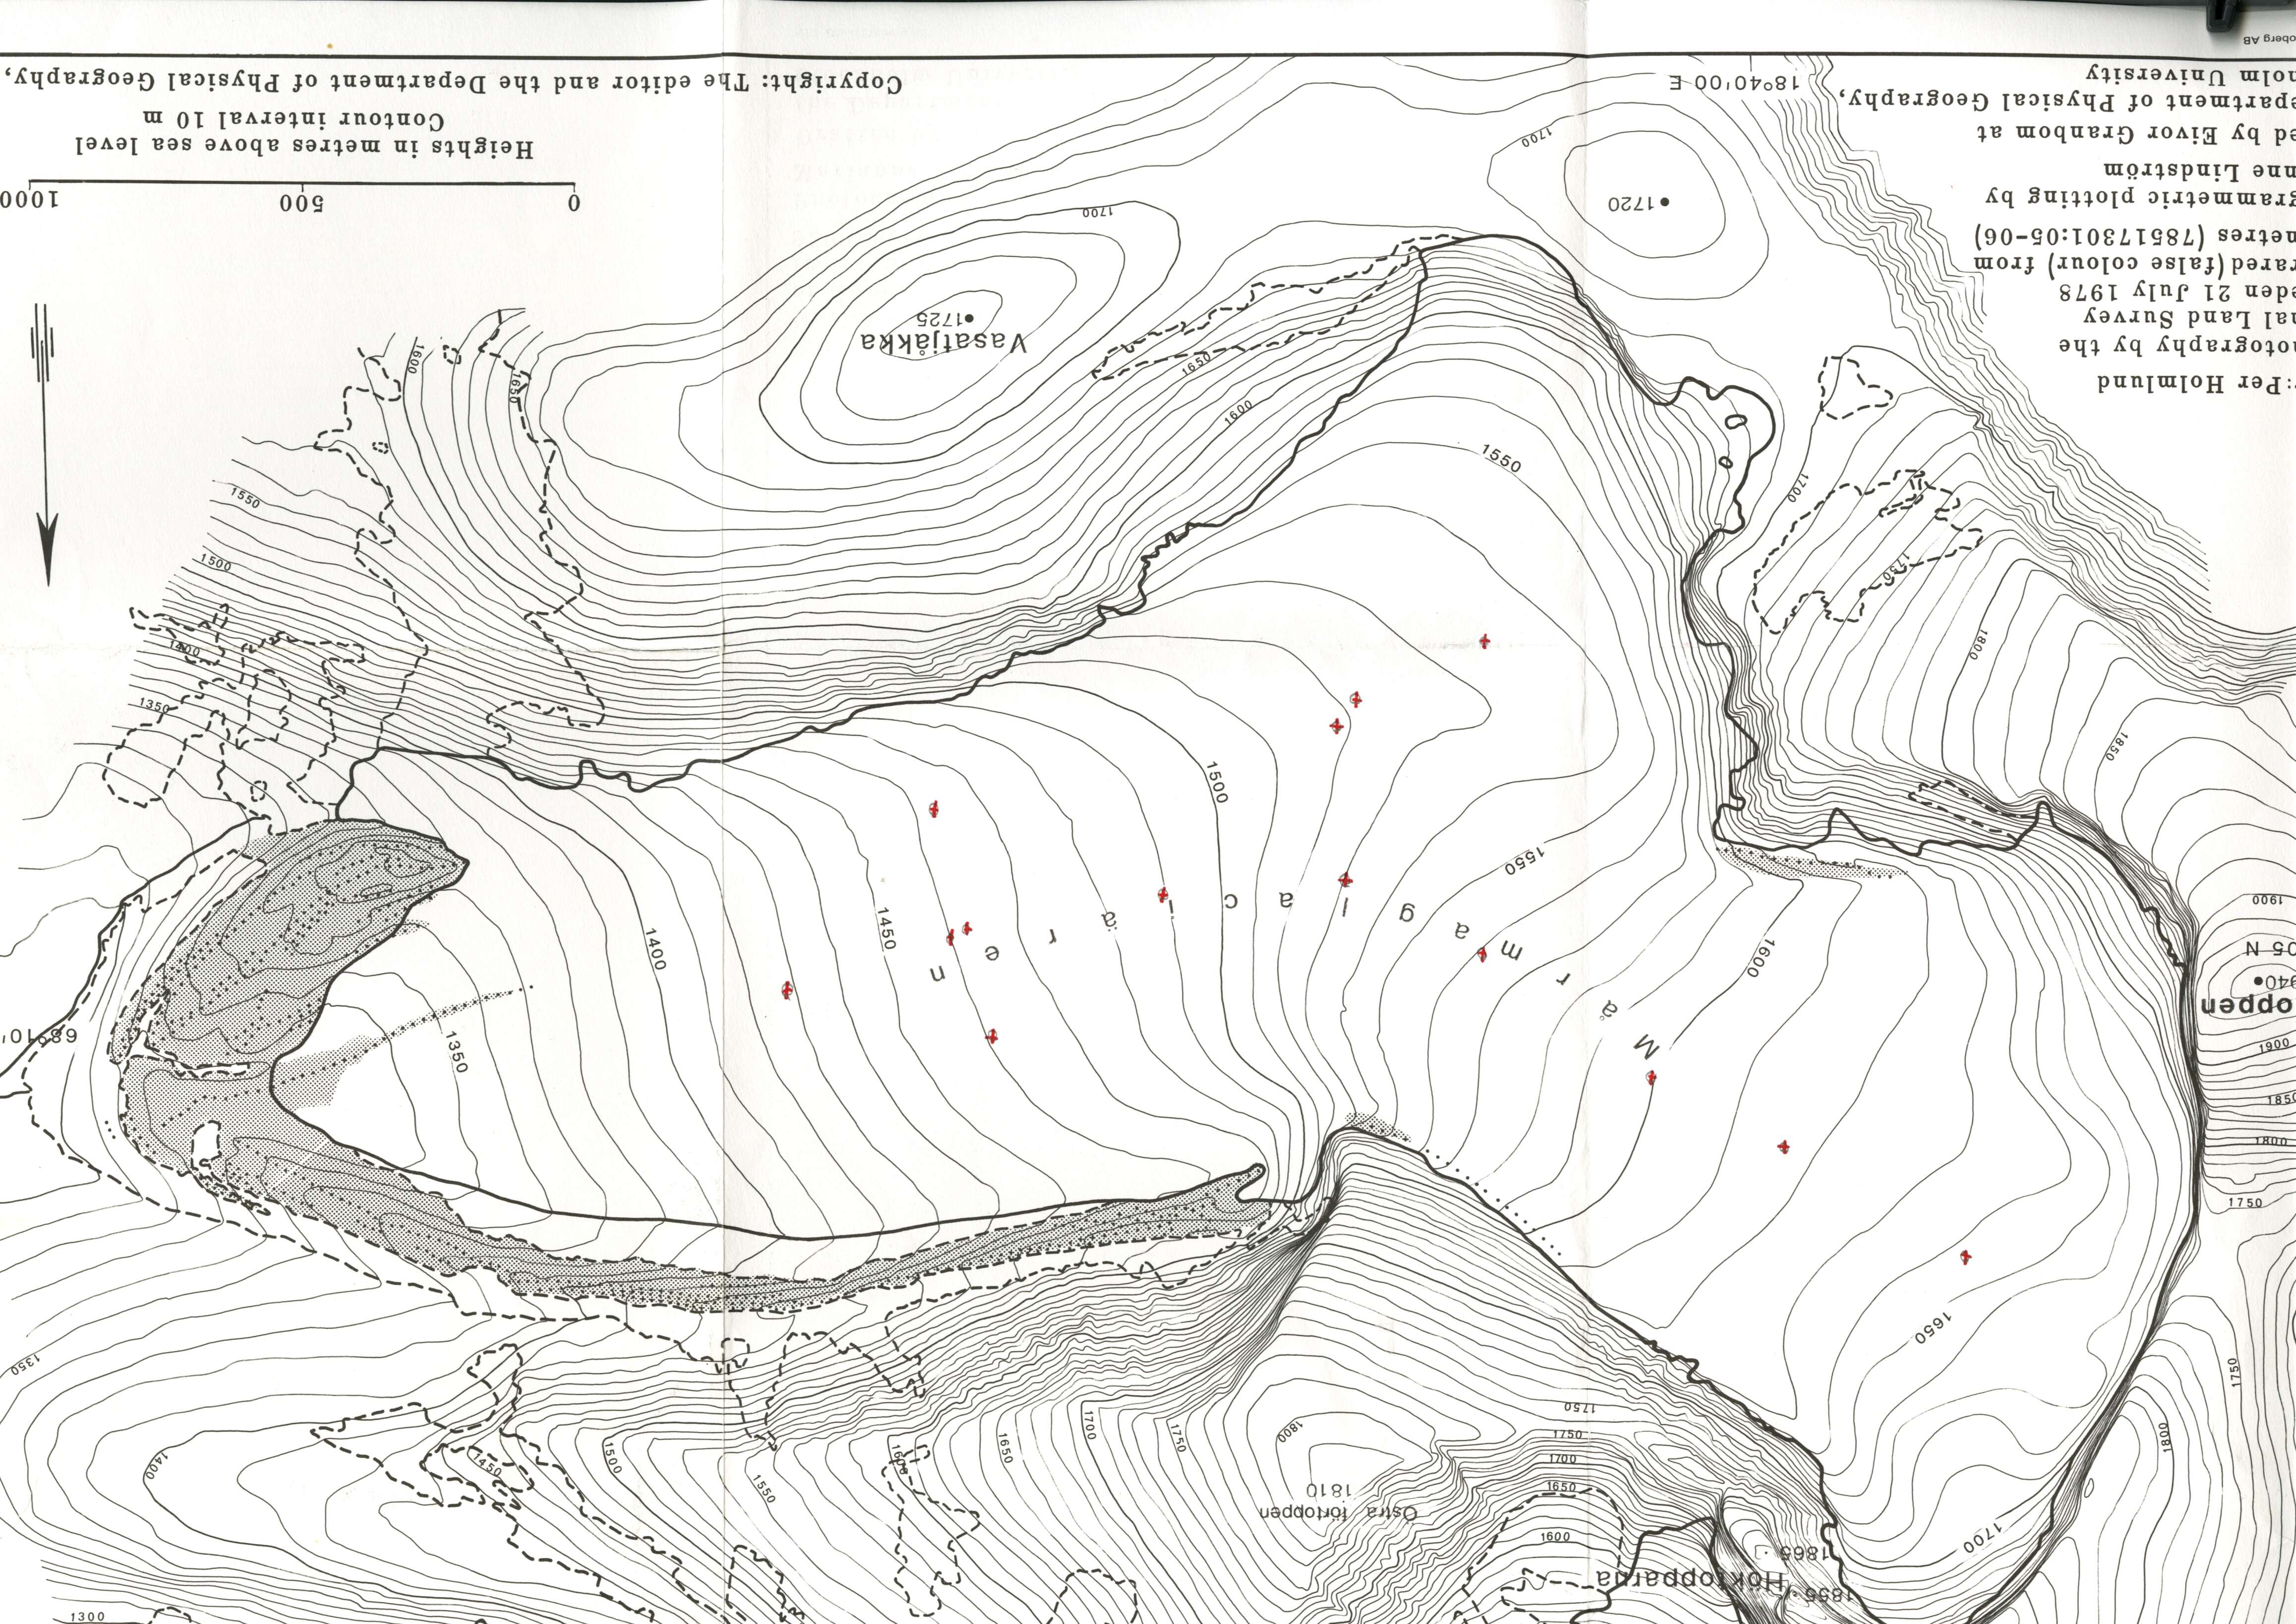 1300
1855
Höktopparna
1865
1700
1600
Östra förtoppen
1810
1550
1450
1400
1650
1600
1500
1650
1700
1750
1750
1800
1750
1700
1650
1800
1750
1350
1650
1750
1800
1850
1900
oppen
940
05 N
1900
Mårmaglaciären
1350
68°10'
1600
1450
1400
1550
1500
1850
1800
1350
1400
1750
1700
1500
1550
1550
1600
1650
1650
1600
Vasatjåkka
1725
:Per Holmlund
otography by the
nal Land Survey
eden 21 July 1978
rared (false colour) from
metres (78517301:05-06)
grammetric plotting by
nne Lindström
ed by Eivor Granbom at
epartment of Physical Geography,
holm University
1720
1700
1700
18°40'00 E
0 500 1000
Heights in metres above sea level
Contour interval 10 m
Copyright: The editor and the Department of Physical Geography,
oberg AB